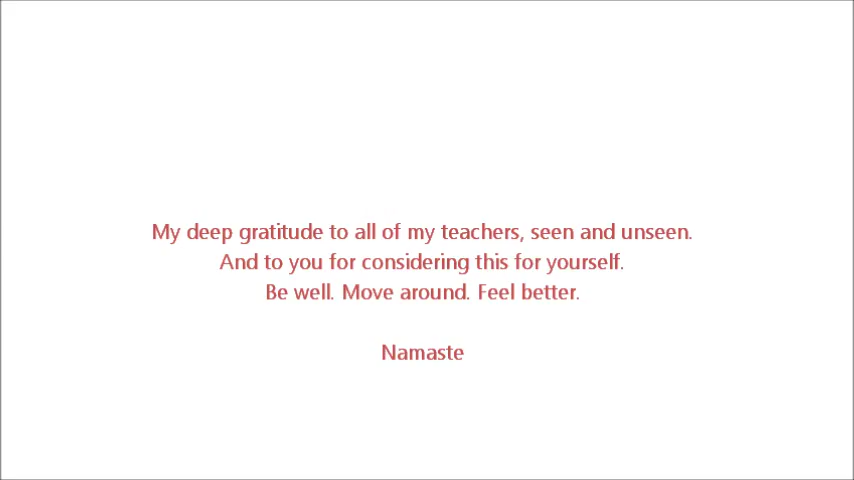 My deep gratitude to all of my teachers, seen and unseen.
And to you for considering this for yourself.
Be well. Move around. Feel better.
Namaste